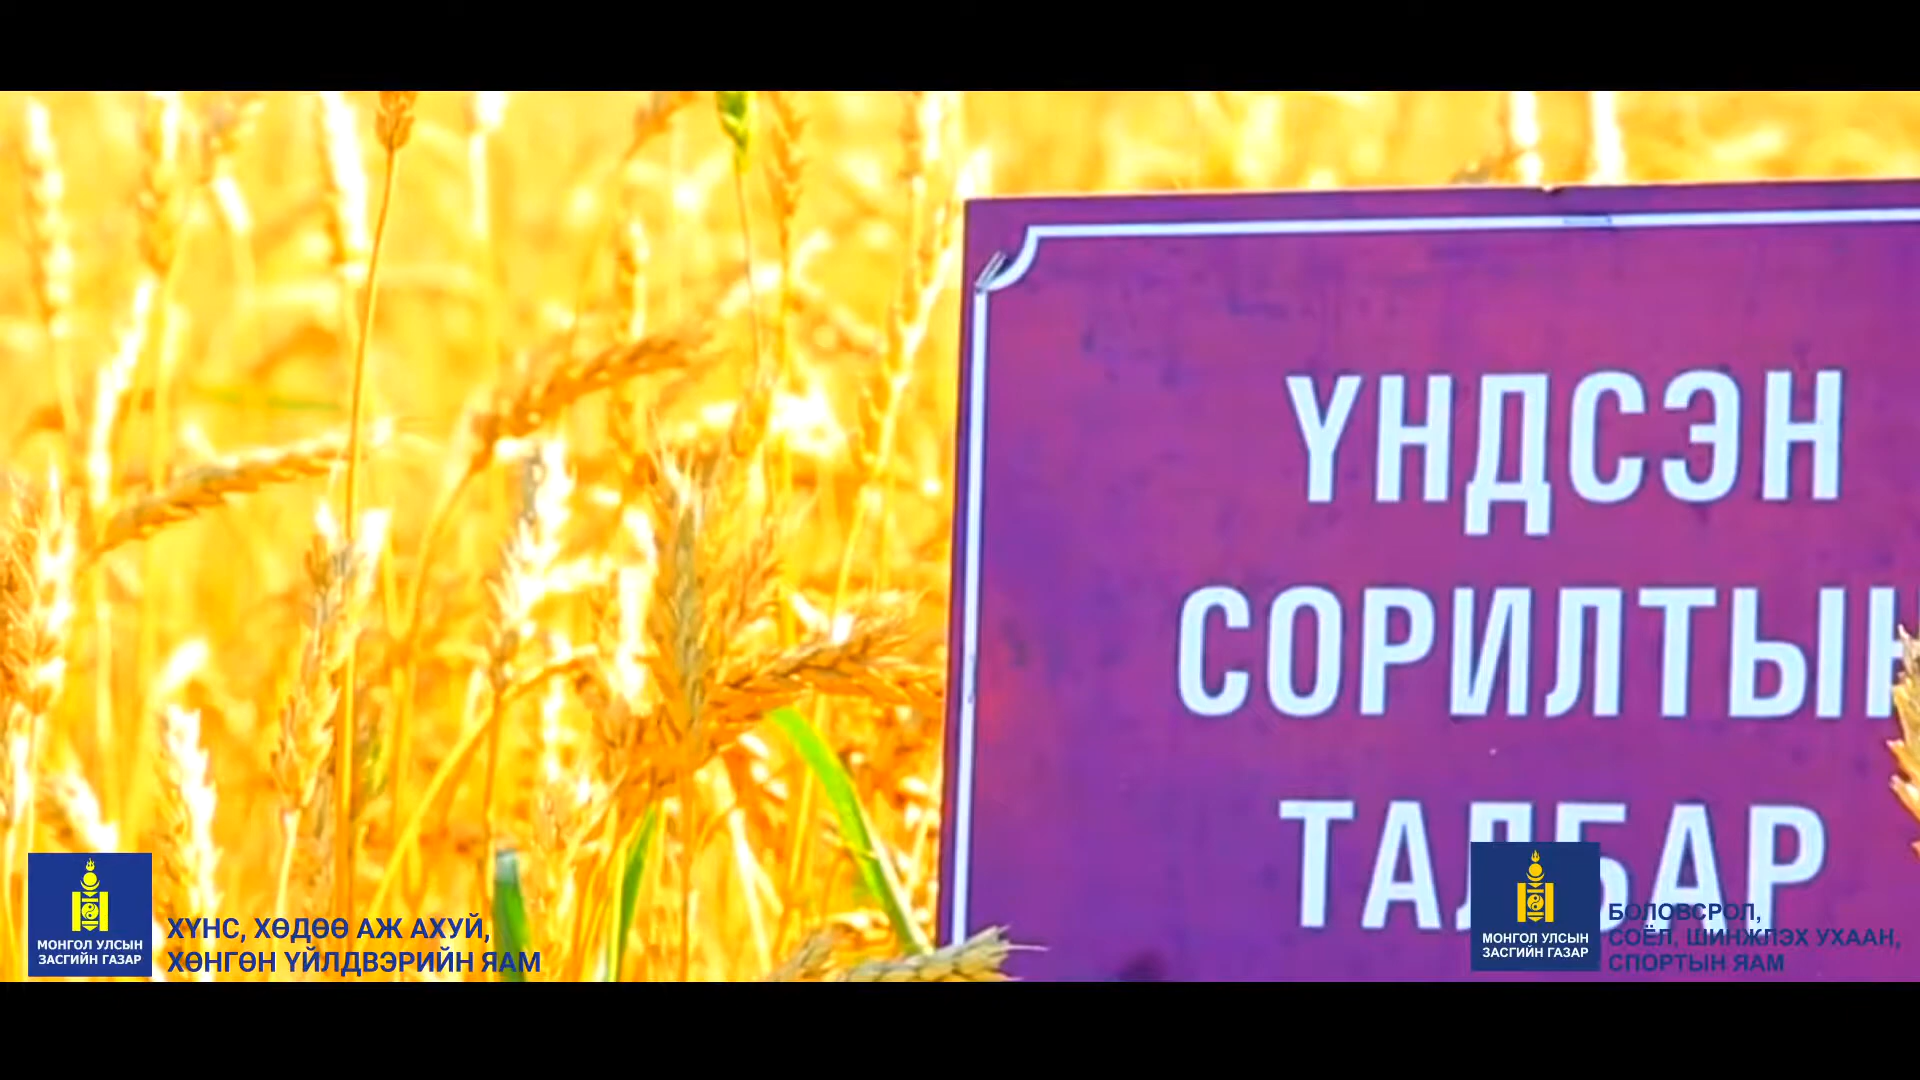 ҮНДСЭН
СОРИЛТЫН
ТАЛБАР
МОНГОЛ УЛСЫН
ЗАСГИЙН ГАЗАР
ХҮНС, ХӨДӨӨ АЖ АХУЙ,
ХӨНГӨН ҮЙЛДВЭРИЙН ЯАМ
МОНГОЛ УЛСЫН
ЗАСГИЙН ГАЗАР
БОЛОВСРОЛ,
СОЁЛ, ШИНЖЛЭХ УХААН,
СПОРТЫН ЯАМ